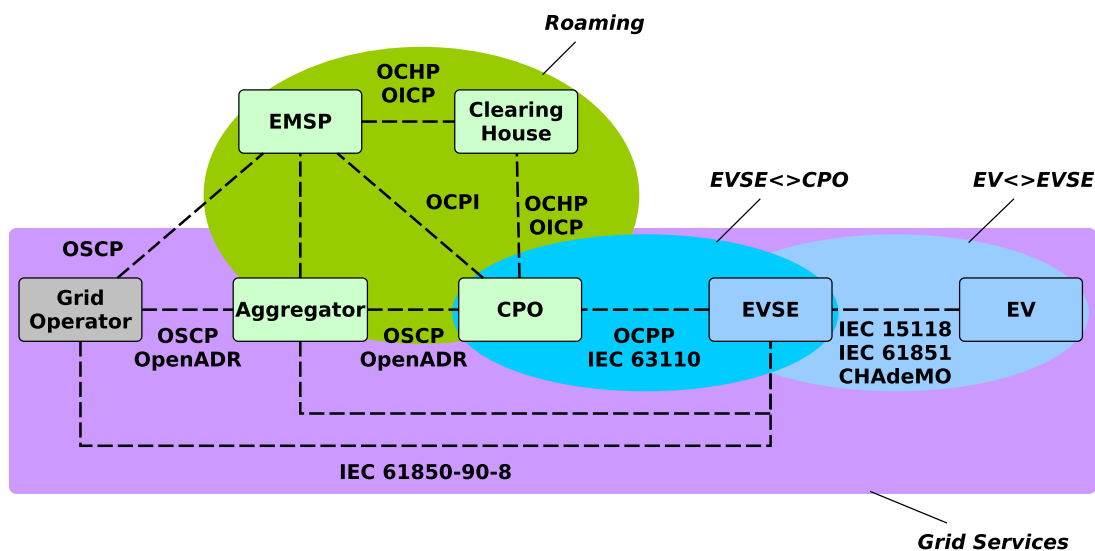 Roaming
OCHP
OICP
EMSP
Clearing
House
EVSE<>CPO
EV<>EVSE
OCPI
OCHP
OICP
OSCP
Grid
Operator
Aggregator
CPO
EVSE
EV
OSCP
OpenADR
OSCP
OpenADR
OCPP
IEC 63110
IEC 15118
IEC 61851
CHAdeMO
IEC 61850-90-8
Grid Services